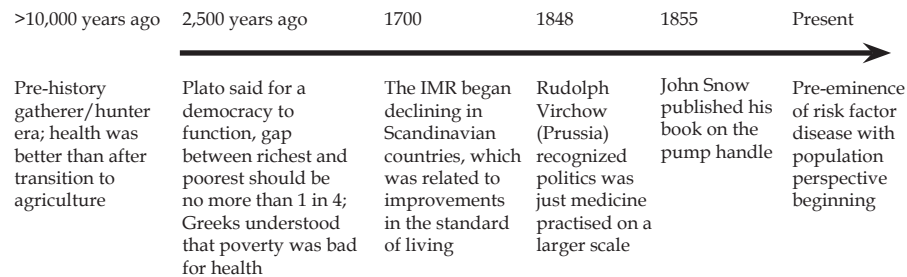 >10,000 years ago
2,500 years ago
1700
1848
1855
Present
Pre-history
gatherer/hunter
era; health was
better than after
transition to
agriculture
Plato said for a
democracy to
function, gap
between richest and
poorest should be
no more than 1 in 4;
Greeks understood
that poverty was bad
for health
The IMR began
declining in
Scandinavian
countries, which
was related to
improvements
in the standard
of living
Rudolph
Virchow
(Prussia)
recognized
politics was
just medicine
practised on a
larger scale
John Snow
published his
book on the
pump handle
Pre-eminence
of risk factor
disease with
population
perspective
beginning